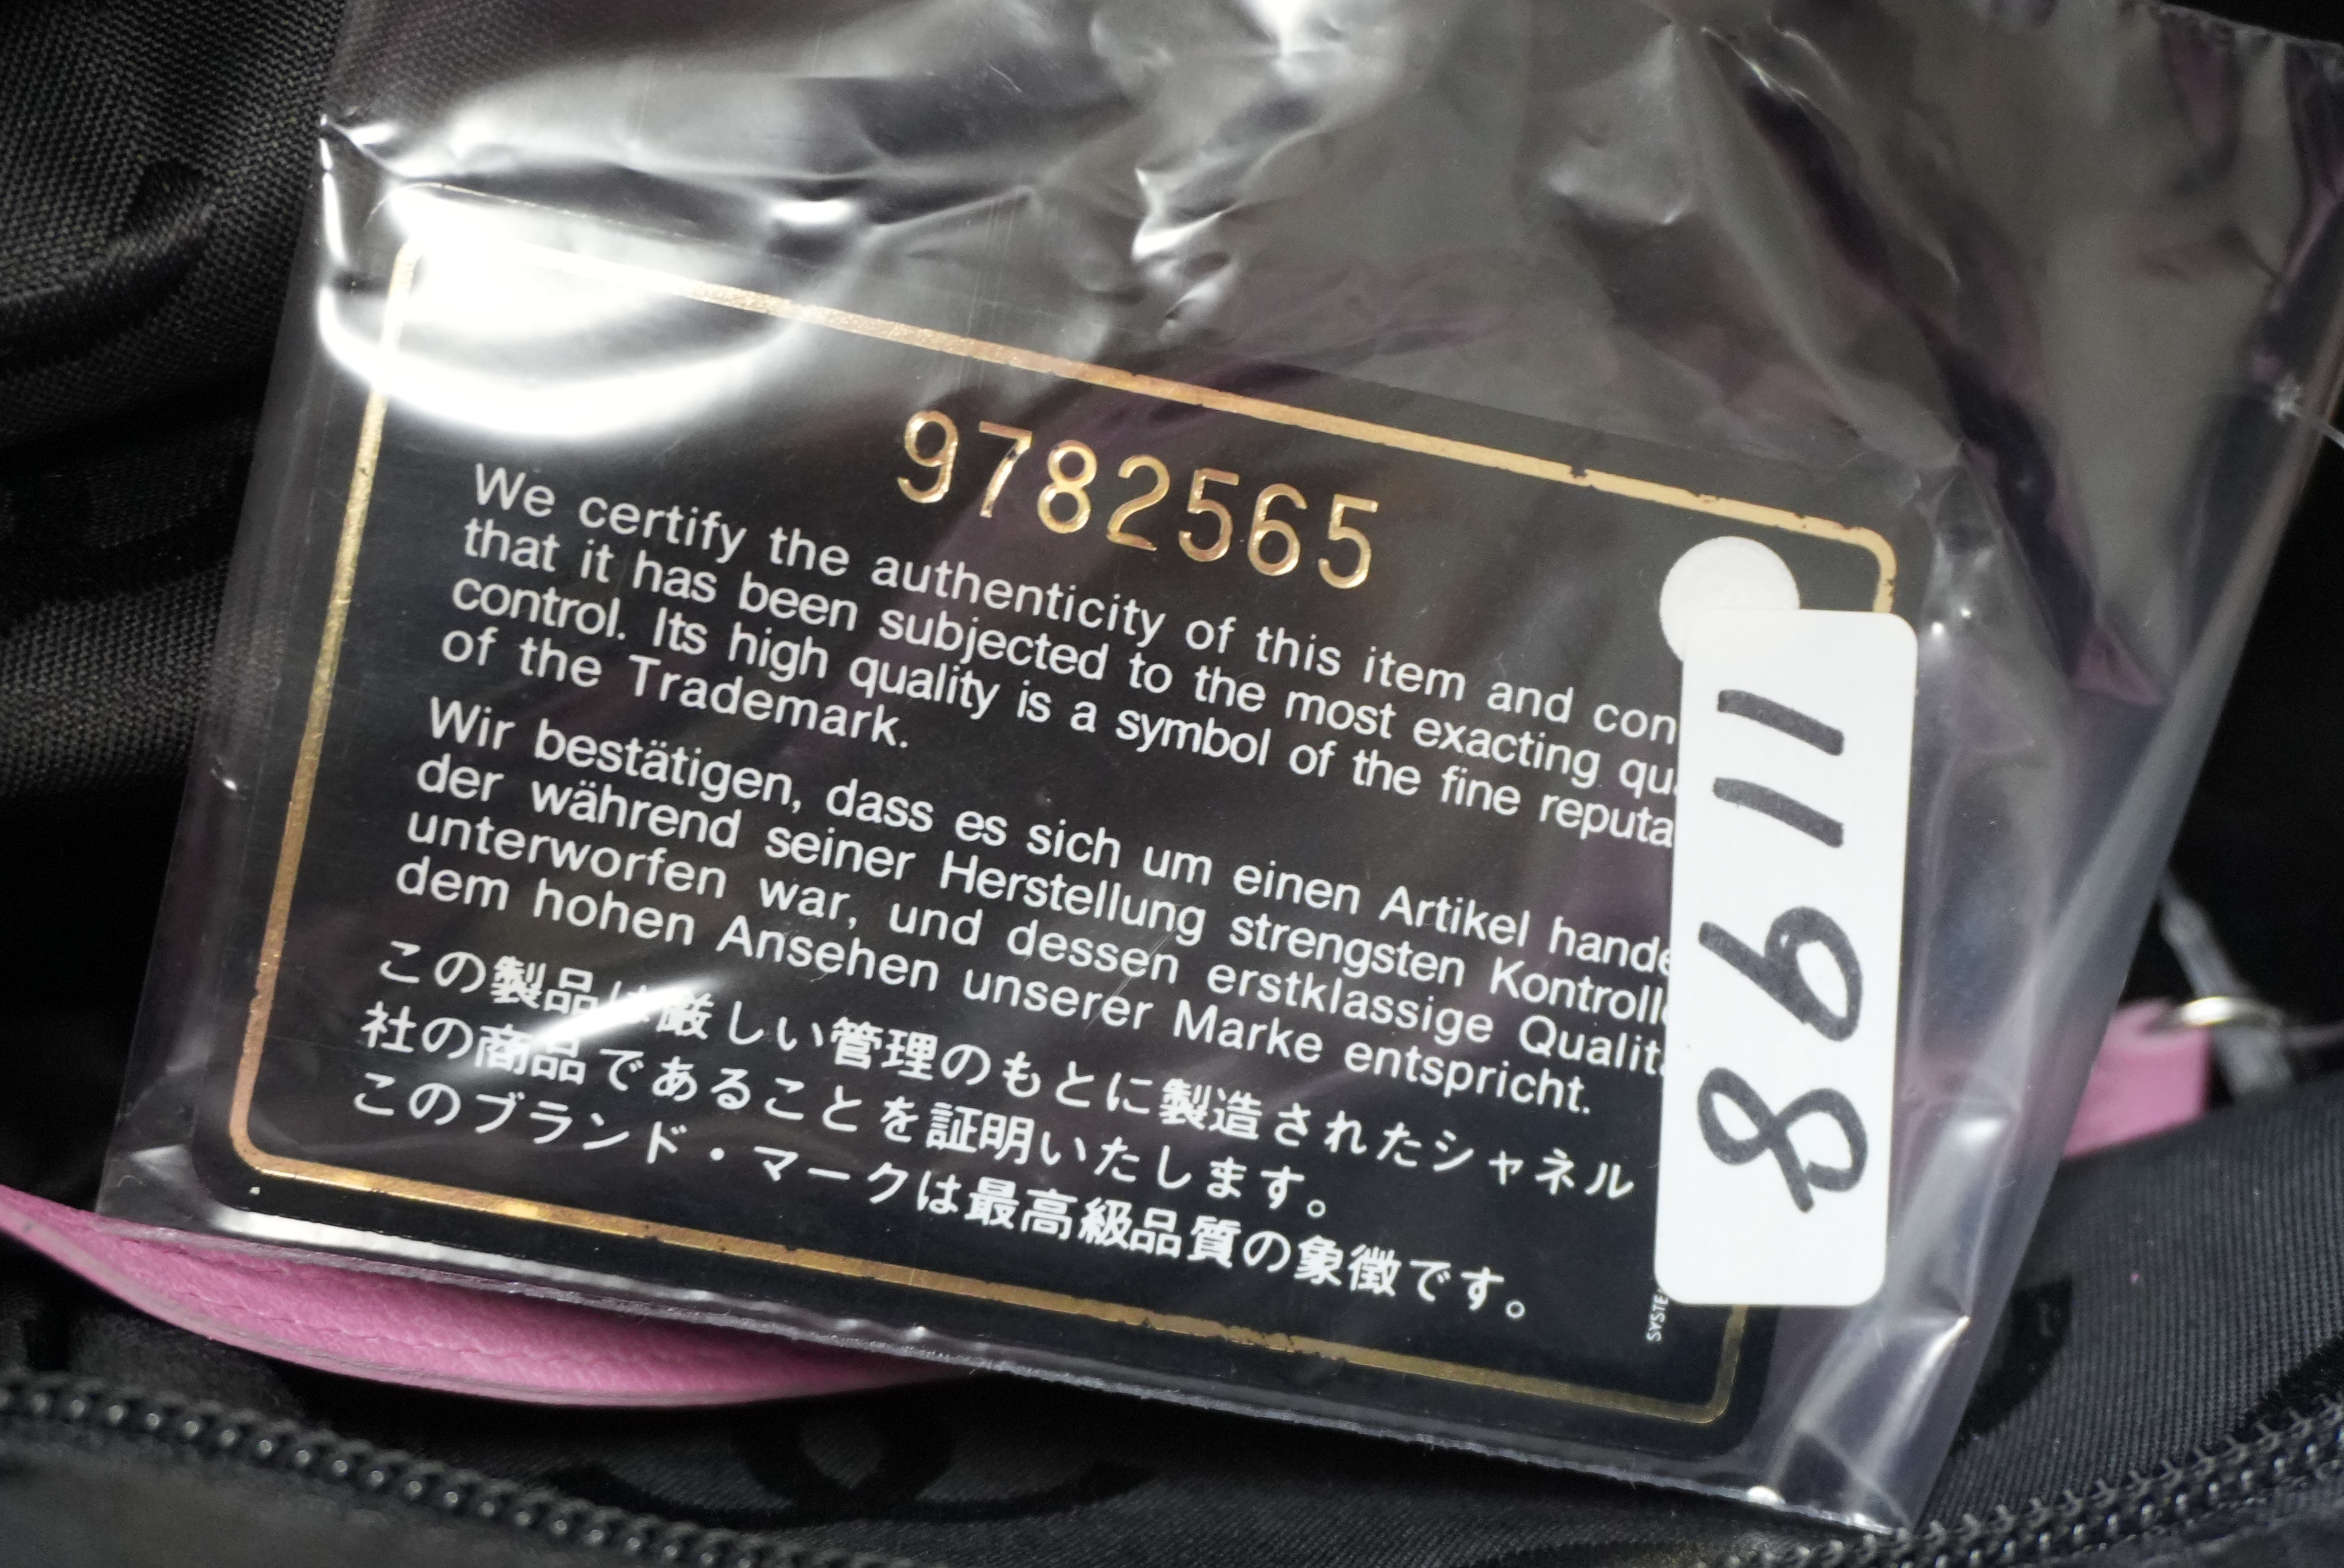 9782565
We certify the authenticity of this item and
that it has been subjected to the most exacting
control. Its high quality is a symbol of the fine
of the Trademark.
Wir bestätigen, dass es sich um einen Artikel
der während seiner Herstellung strengsten
unterworfen war, und dessen erstklassige
dem hohen Ansehen unserer Marke entspricht.
この製品は厳しい管理のもとに製造されたシャネル
社の商品であることを証明いたします。
このブランド・マークは最高級品質の象徴です。
1198